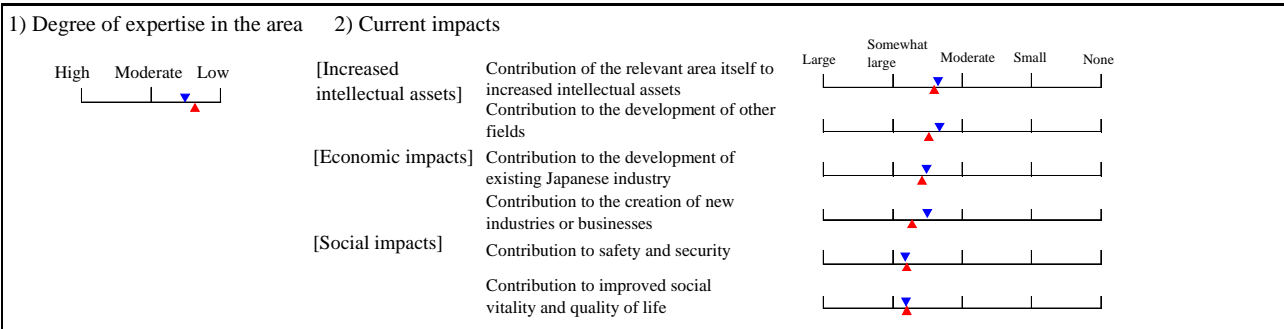 1) Degree of expertise in the area 2) Current impacts
High Moderate Low
[Increased
intellectual assets]
Contribution of the relevant area itself to
increased intellectual assets
Large Somewhat
large Moderate Small None
Contribution to the development of other
fields
[Economic impacts]
Contribution to the development of
existing Japanese industry
Contribution to the creation of new
industries or businesses
[Social impacts]
Contribution to safety and security
Contribution to improved social
vitality and quality of life